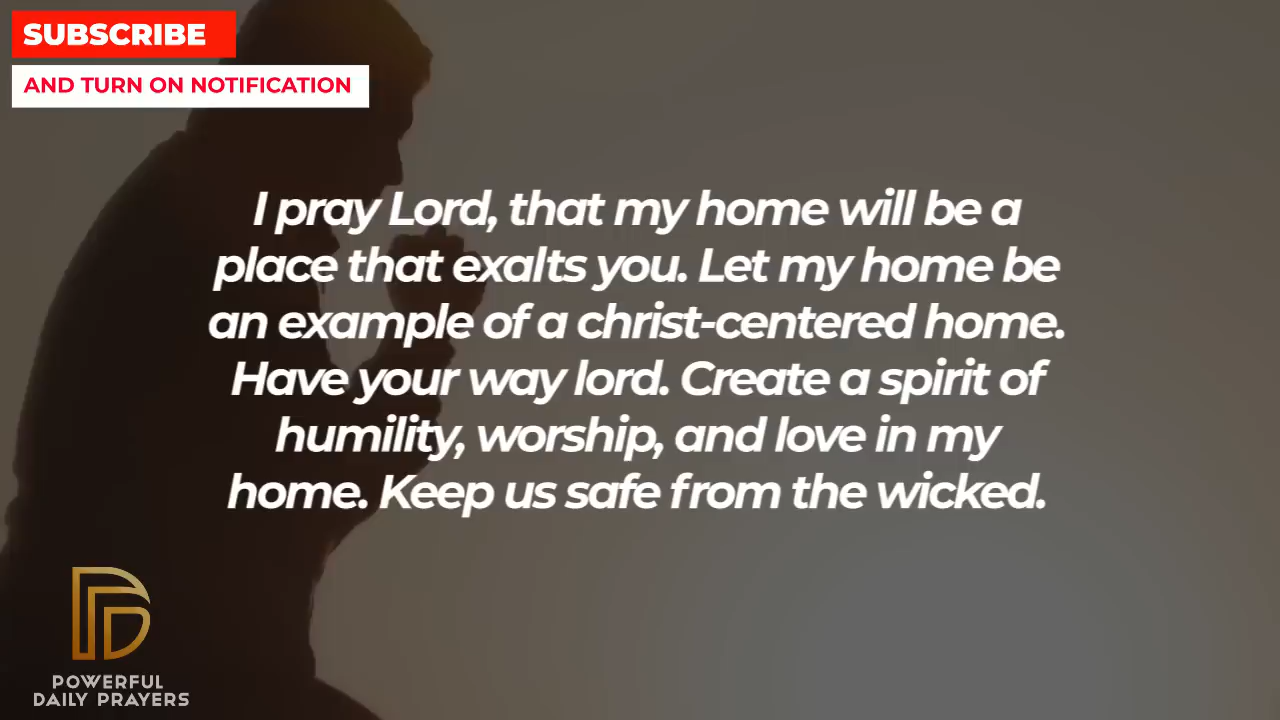 SUBSCRIBE
AND TURN ON NOTIFICATION
I pray Lord, that my home will be a
place that exalts you. Let my home be
an example of a christ-centered home.
Have your way lord. Create a spirit of
humility, worship, and love in my
home. Keep us safe from the wicked.
POWERFUL
DAILY PRAYERS